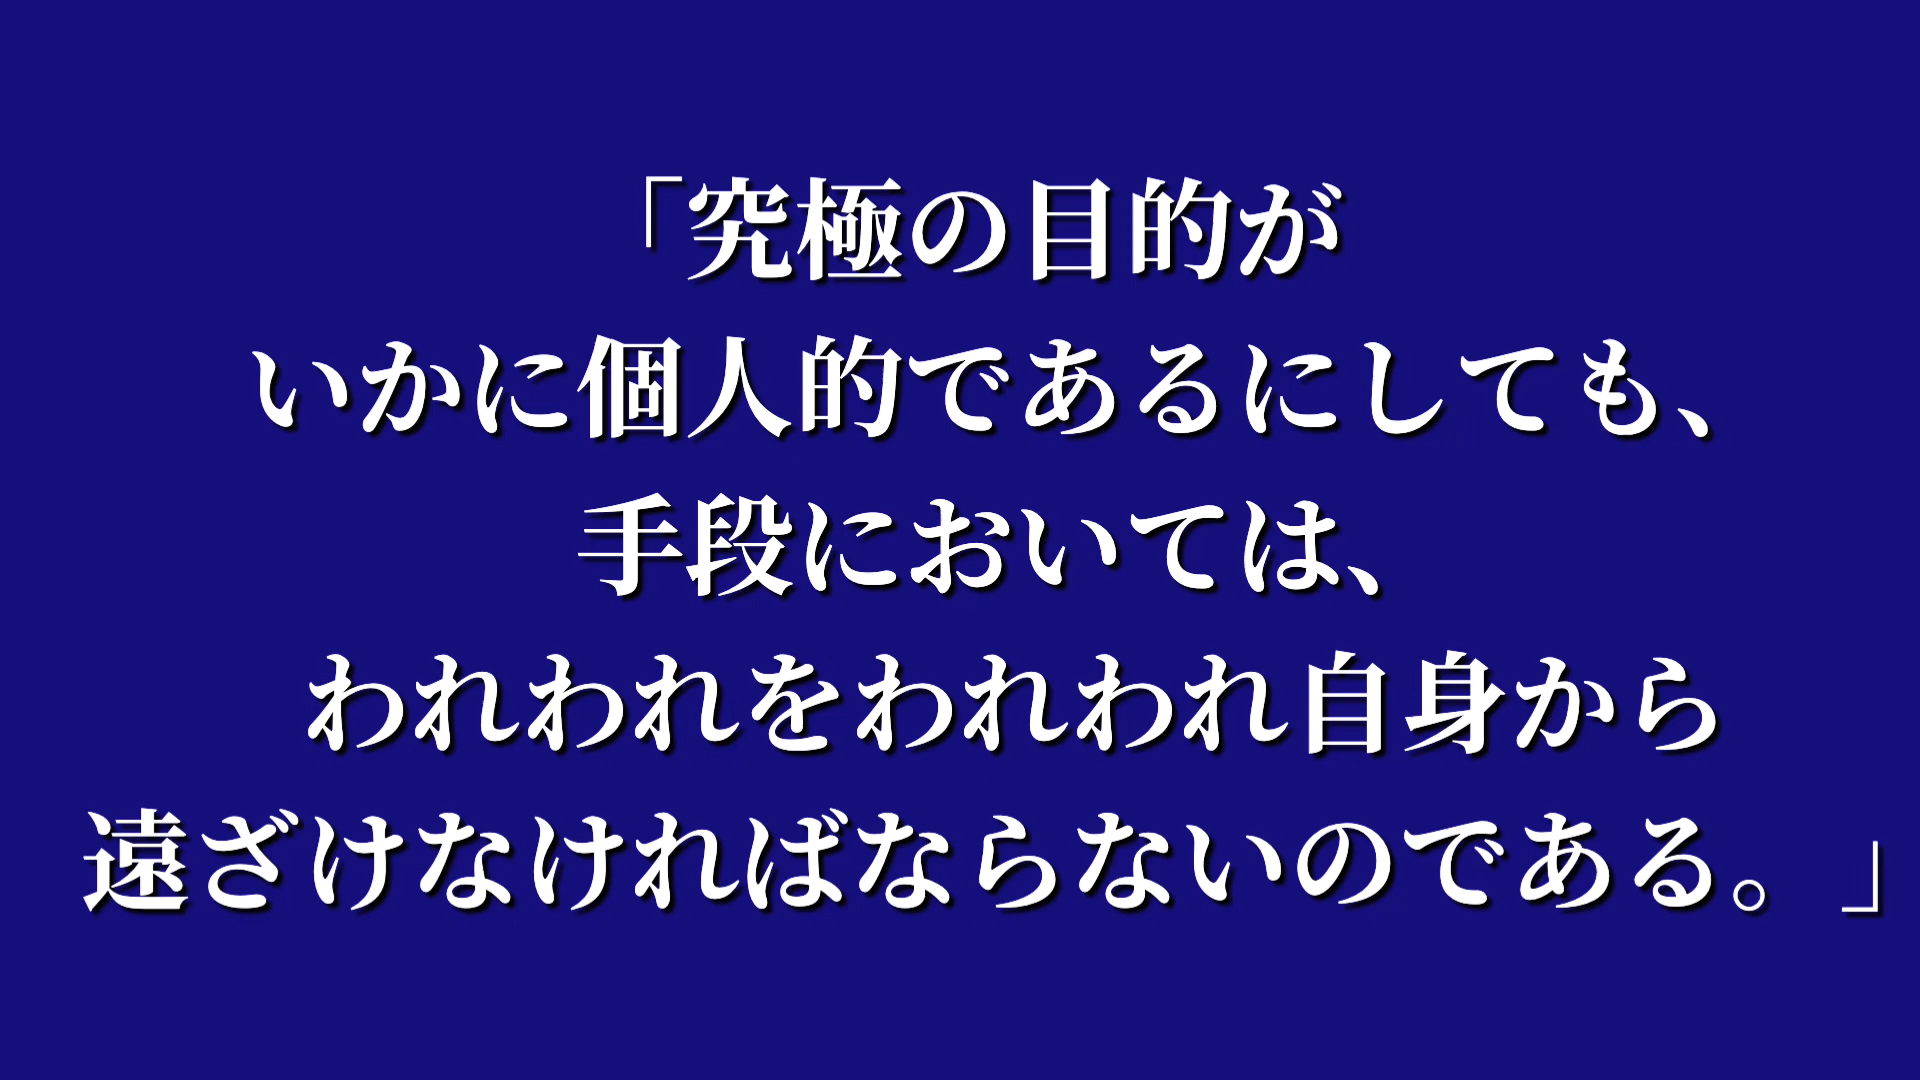 「究極の目的が
いかに個人的であるにしても、
手段においては、
われわれをわれわれ自身から
遠ざけなければならないのである。」